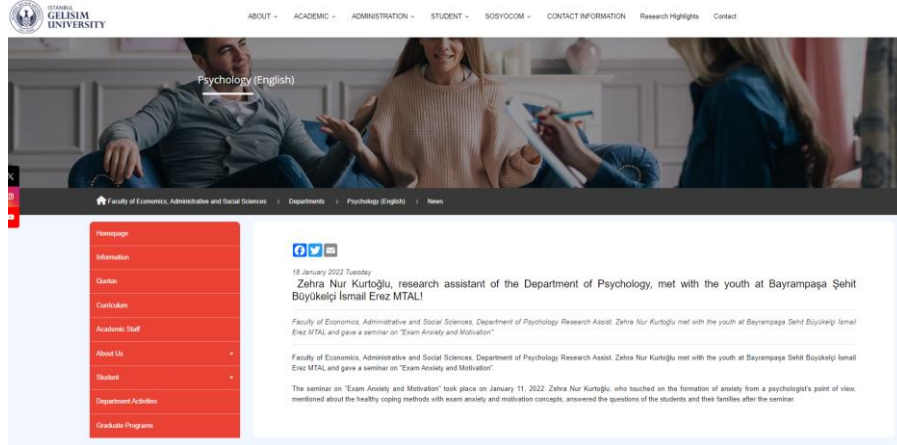 ISTANBUL
GELISIM
UNIVERSITY
ABOUT ACADEMIC ADMINISTRATION STUDENT SOSYOCOM CONTACT INFORMATION Research Highlights Contact
Psychology (English)
Faculty of Economics, Administrative and Social Sciences > Departments > Psychology (English) > News
Homepage
Information
Quotas
Curriculum
Academic Staff
About Us +
Student +
Department Activities
Graduate Programs
18 January 2022 Tuesday
Zehra Nur Kurtoğlu, research assistant of the Department of Psychology, met with the youth at Bayrampaşa Şehit
Büyükelçi İsmail Erez MTAL!
Faculty of Economics, Administrative and Social Sciences, Department of Psychology Research Assist. Zehra Nur Kurtoğlu met with the youth at Bayrampaşa Şehit Büyükelçi İsmail
Erez MTAL and gave a seminar on "Exam Anxiety and Motivation".
Faculty of Economics, Administrative and Social Sciences, Department of Psychology Research Assist. Zehra Nur Kurtoğlu met with the youth at Bayrampaşa Şehit Büyükelçi İsmail
Erez MTAL and gave a seminar on "Exam Anxiety and Motivation".
The seminar on "Exam Anxiety and Motivation" took place on January 11, 2022. Zehra Nur Kurtoğlu, who touched on the formation of anxiety from a psychologist's point of view,
mentioned about the healthy coping methods with exam anxiety and motivation concepts, answered the questions of the students and their families after the seminar.